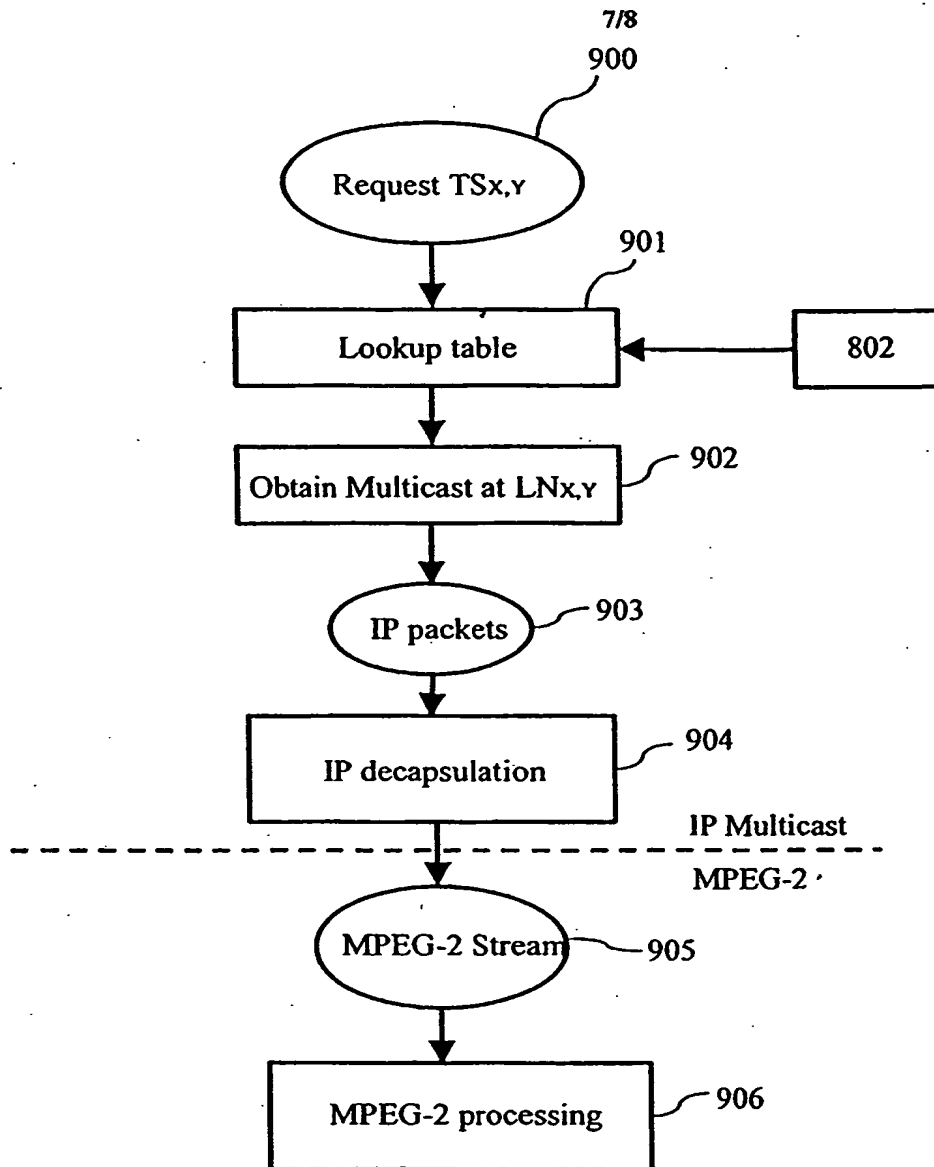 7/8
900
Request TSX,Y
901
Lookup table
802
902
Obtain Multicast at LNX,Y
IP packets
903
904
IP decapsulation
IP Multicast
MPEG-2
MPEG-2 Stream
905
MPEG-2 processing
906